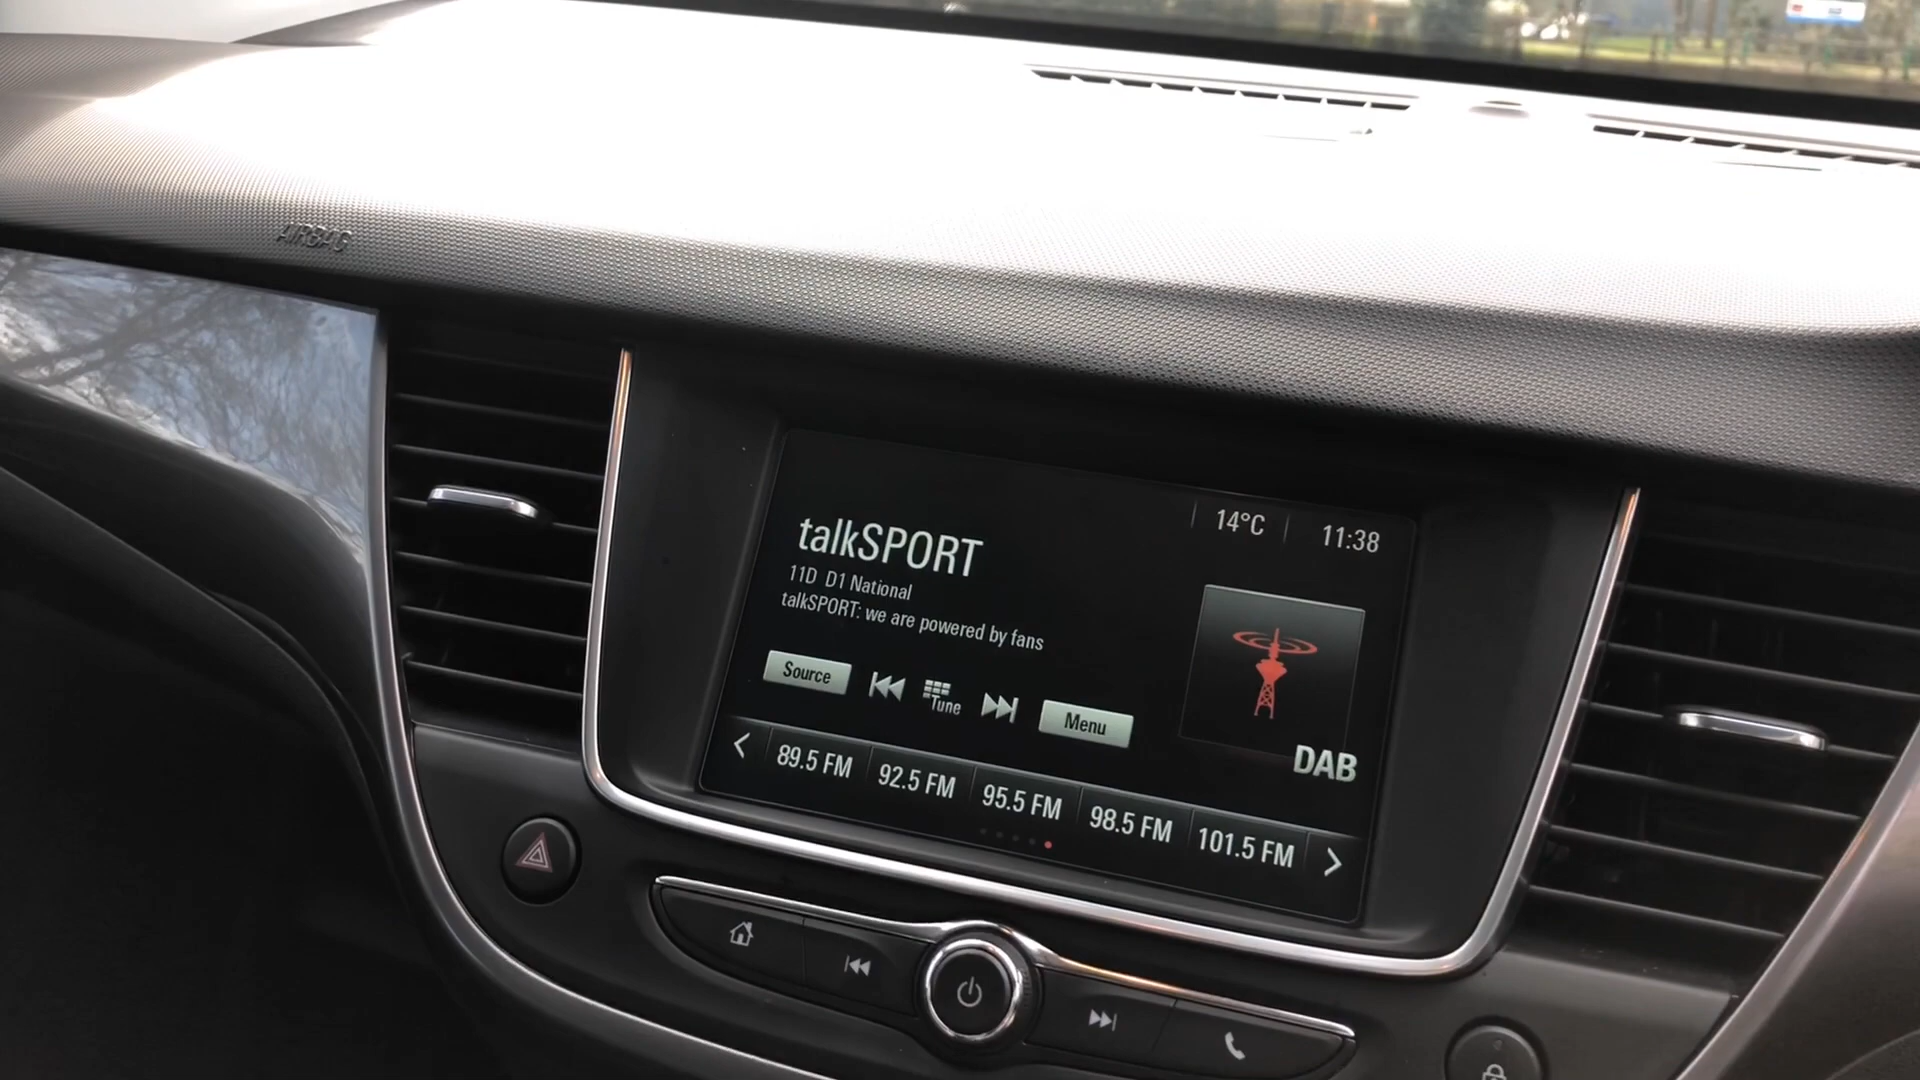 AIRBAG
14°C 11:38
talkSPORT
11D D1 National
talkSPORT: we are powered by fans
Source Tune Menu
DAB
89.5 FM 92.5 FM 95.5 FM 98.5 FM 101.5 FM